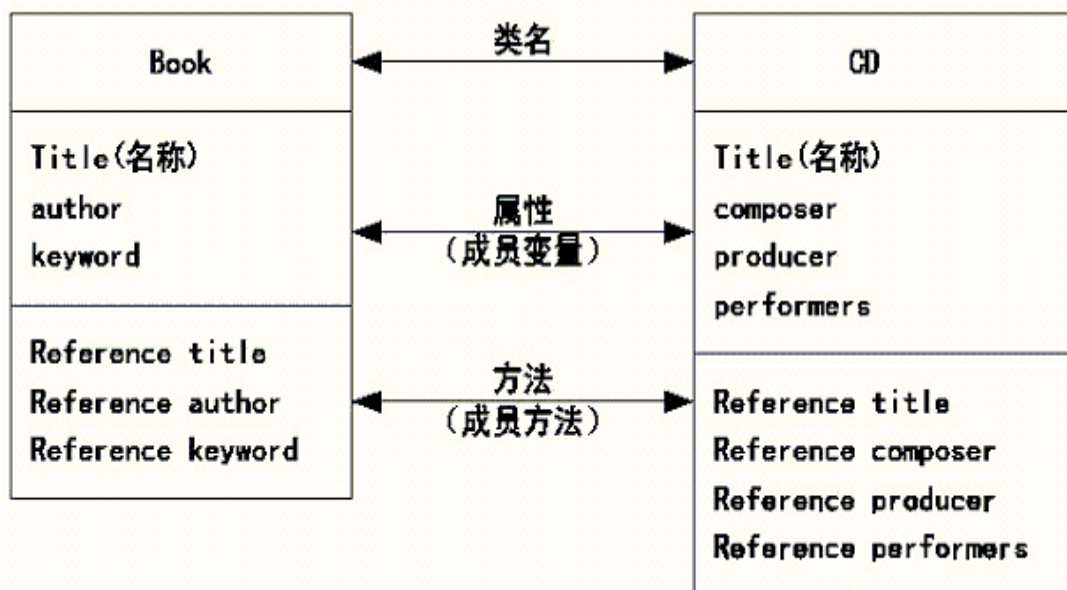 Book
Title(名称)
author
keyword
Reference title
Reference author
Reference keyword
类名
属性
(成员变量)
方法
(成员方法)
CD
Title(名称)
composer
producer
performers
Reference title
Reference composer
Reference producer
Reference performers